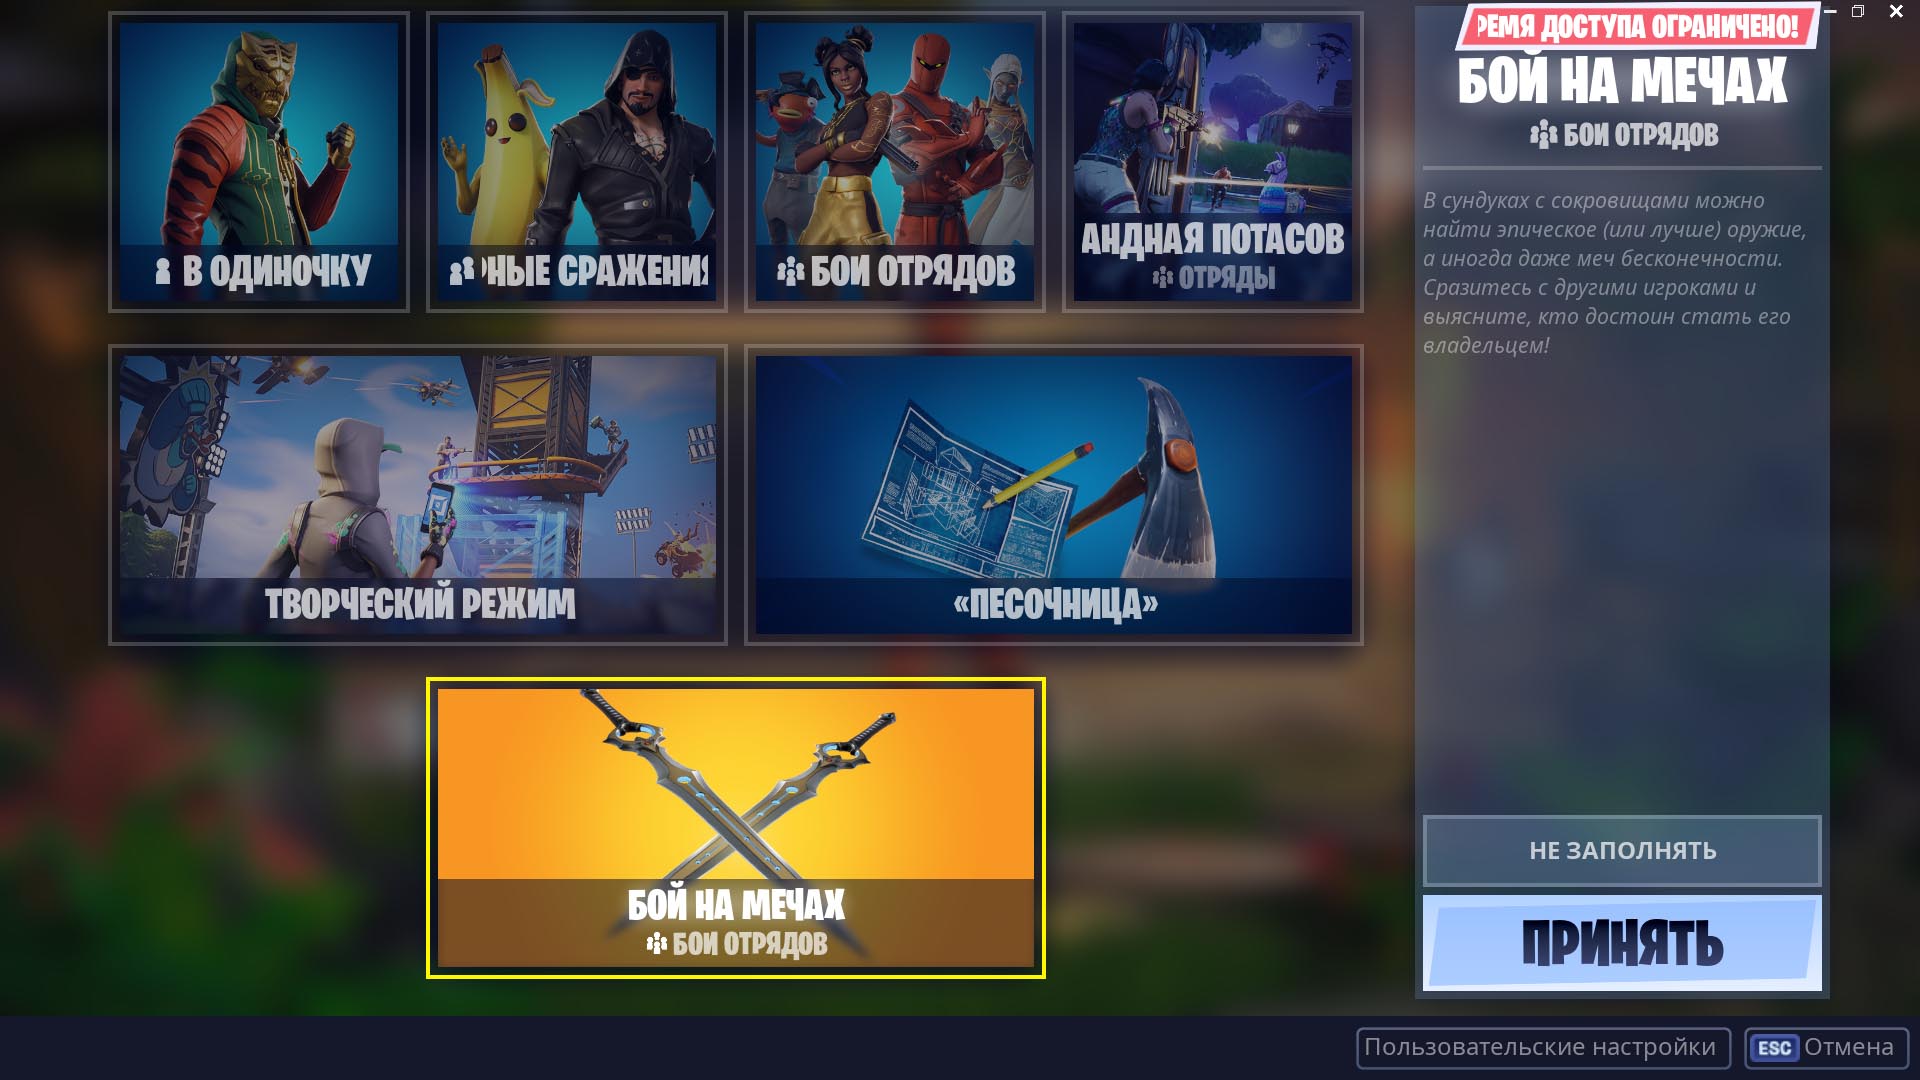 В ОДИНОЧКУ
РНЫЕ СРАЖЕНИЯ
БОИ ОТРЯДОВ
АНДНАЯ ПОТАСОВ
ОТРЯДЫ
ТВОРЧЕСКИЙ РЕЖИМ
«ПЕСОЧНИЦА»
БОЙ НА МЕЧАХ
БОИ ОТРЯДОВ
РЕМЯ ДОСТУПА ОГРАНИЧЕНО!
БОЙ НА МЕЧАХ
БОИ ОТРЯДОВ
В сундуках с сокровищами можно
найти эпическое (или лучше) оружие,
а иногда даже меч бесконечности.
Сразитесь с другими игроками и
выясните, кто достоин стать его
владельцем!
НЕ ЗАПОЛНЯТЬ
ПРИНЯТЬ
Пользовательские настройки
ESC Отмена